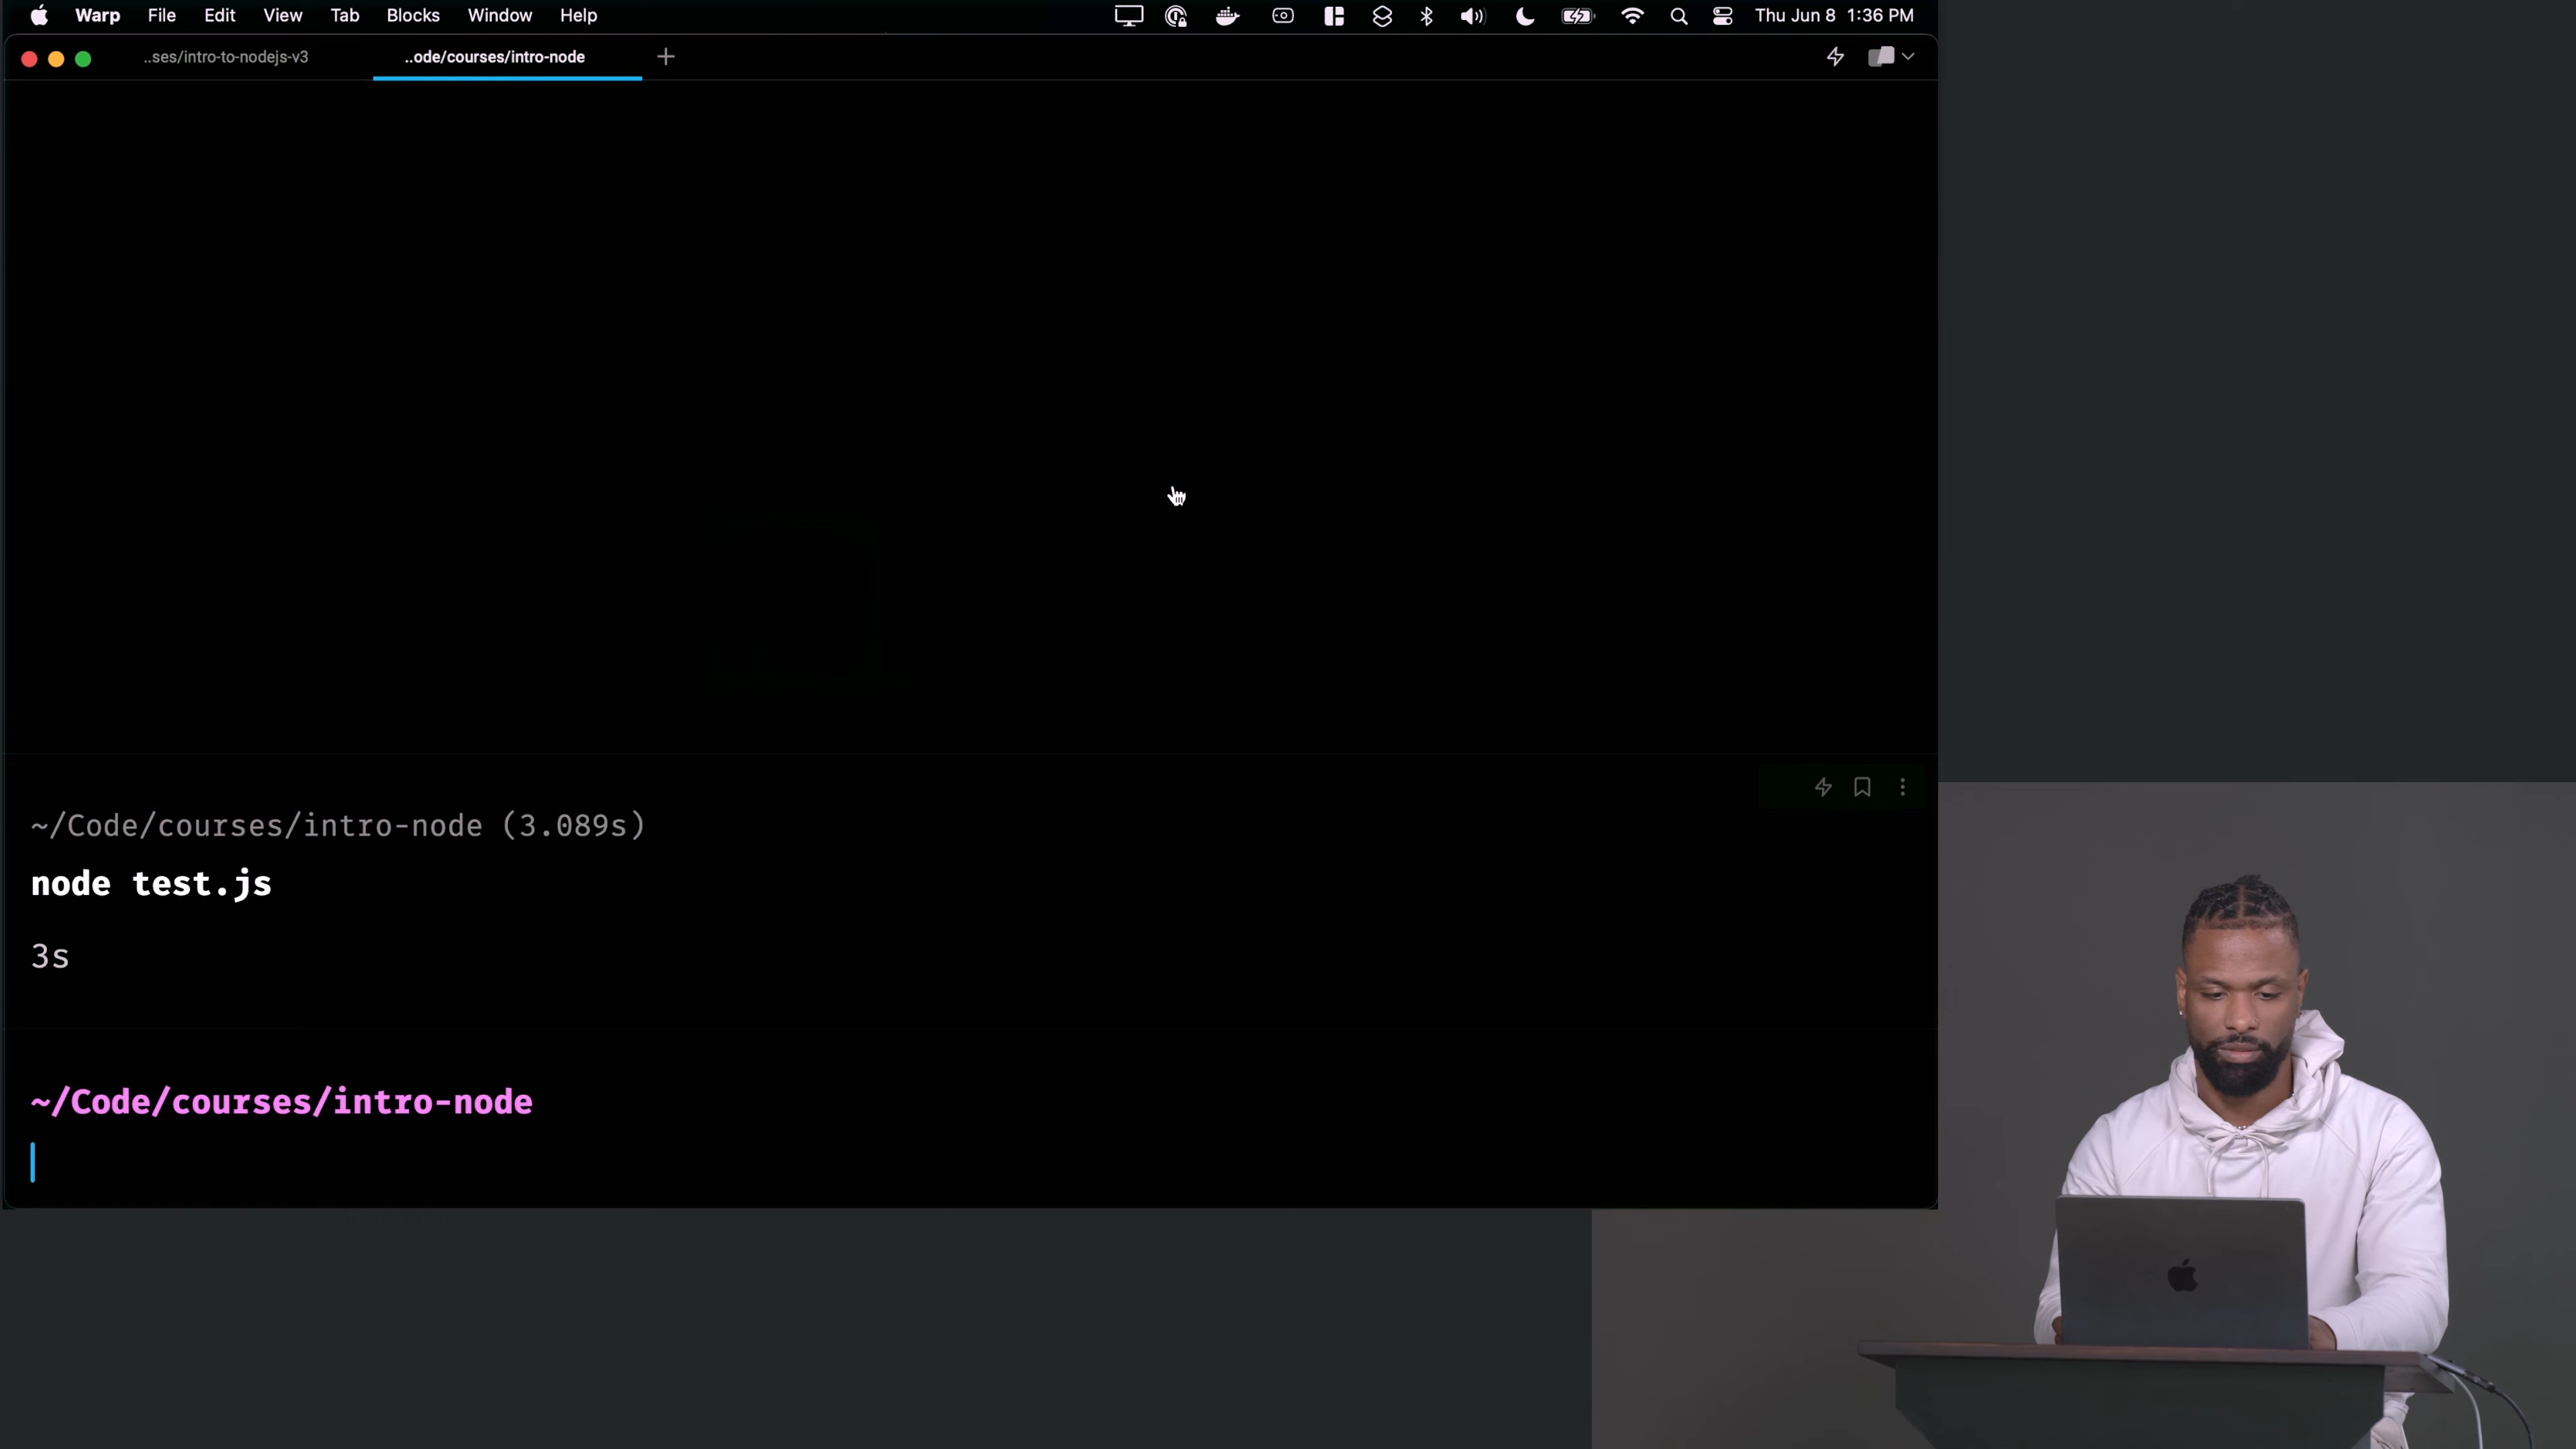 Warp File Edit View Tab Blocks Window Help Thu Jun 8 1:36 PM
..ses/intro-to-nodejs-v3 ..ode/courses/intro-node
~/Code/courses/intro-node (3.089s)
node test.js
3s
~/Code/courses/intro-node